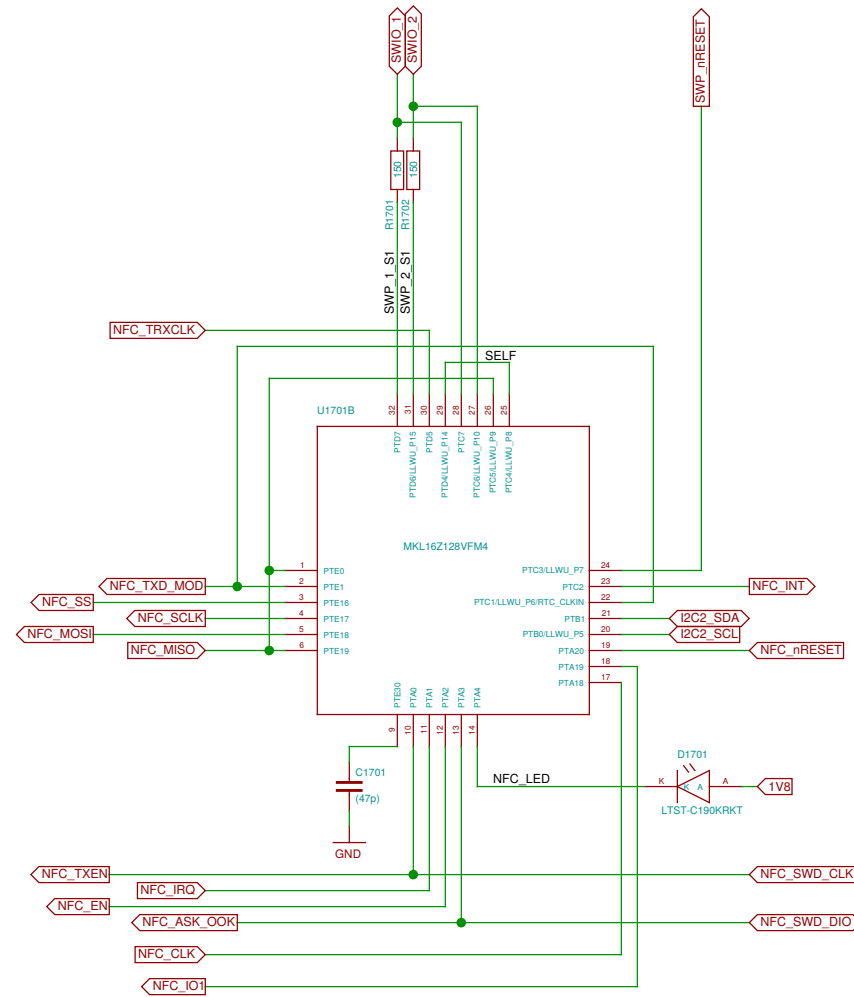 SWIO_1
SWIO_2
SWP_nRESET
150
150
R1701
R1702
SWP_1_S1
SWP_2_S1
NFC_TRXCLK
SELF
U1701B
32
31
30
29
28
27
26
25
PTD7
PTD6/LLWU_P15
PTD5
PTD4/LLWU_P14
PTC7
PTC6/LLWU_P10
PTC5/LLWU_P9
PTC4/LLWU_P8
MKL16Z128VFM4
1 PTE0
NFC_TXD_MOD 2 PTE1
NFC_SS 3 PTE16
NFC_SCLK 4 PTE17
NFC_MOSI 5 PTE18
NFC_MISO 6 PTE19
PTC3/LLWU_P7 24
PTC2 23 NFC_INT
PTC1/LLWU_P6/RTC_CLKIN 22
PTB1 21 I2C2_SDA
PTB0/LLWU_P5 20 I2C2_SCL
PTA20 19 NFC_nRESET
PTA19 18
PTA18 17
PTE30
PTA0
PTA1
PTA2
PTA3
PTA4
9
10
11
12
13
14
C1701
(47p)
GND
NFC_LED
D1701
K
K
A
A
1V8
LTST-C190KRKT
NFC_TXEN
NFC_SWD_CLK
NFC_IRQ
NFC_EN
NFC_ASK_OOK
NFC_SWD_DIO
NFC_CLK
NFC_IO1